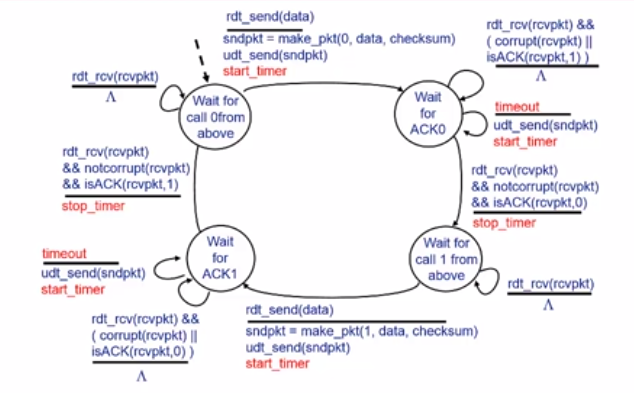 rdt_send(data)
sndpkt = make_pkt(0, data, checksum)
udt_send(sndpkt)
start_timer
rdt_rcv(rcvpkt) &&
( corrupt(rcvpkt) ||
isACK(rcvpkt,1) )
Λ
rdt_rcv(rcvpkt)
Λ
Wait for
call 0from
above
Wait
for
ACK0
timeout
udt_send(sndpkt)
start_timer
rdt_rcv(rcvpkt)
&& notcorrupt(rcvpkt)
&& isACK(rcvpkt,1)
stop_timer
rdt_rcv(rcvpkt)
&& notcorrupt(rcvpkt)
&& isACK(rcvpkt,0)
stop_timer
timeout
udt_send(sndpkt)
start_timer
Wait
for
ACK1
Wait for
call 1 from
above
rdt_rcv(rcvpkt)
Λ
rdt_rcv(rcvpkt) &&
( corrupt(rcvpkt) ||
isACK(rcvpkt,0) )
Λ
rdt_send(data)
sndpkt = make_pkt(1, data, checksum)
udt_send(sndpkt)
start_timer